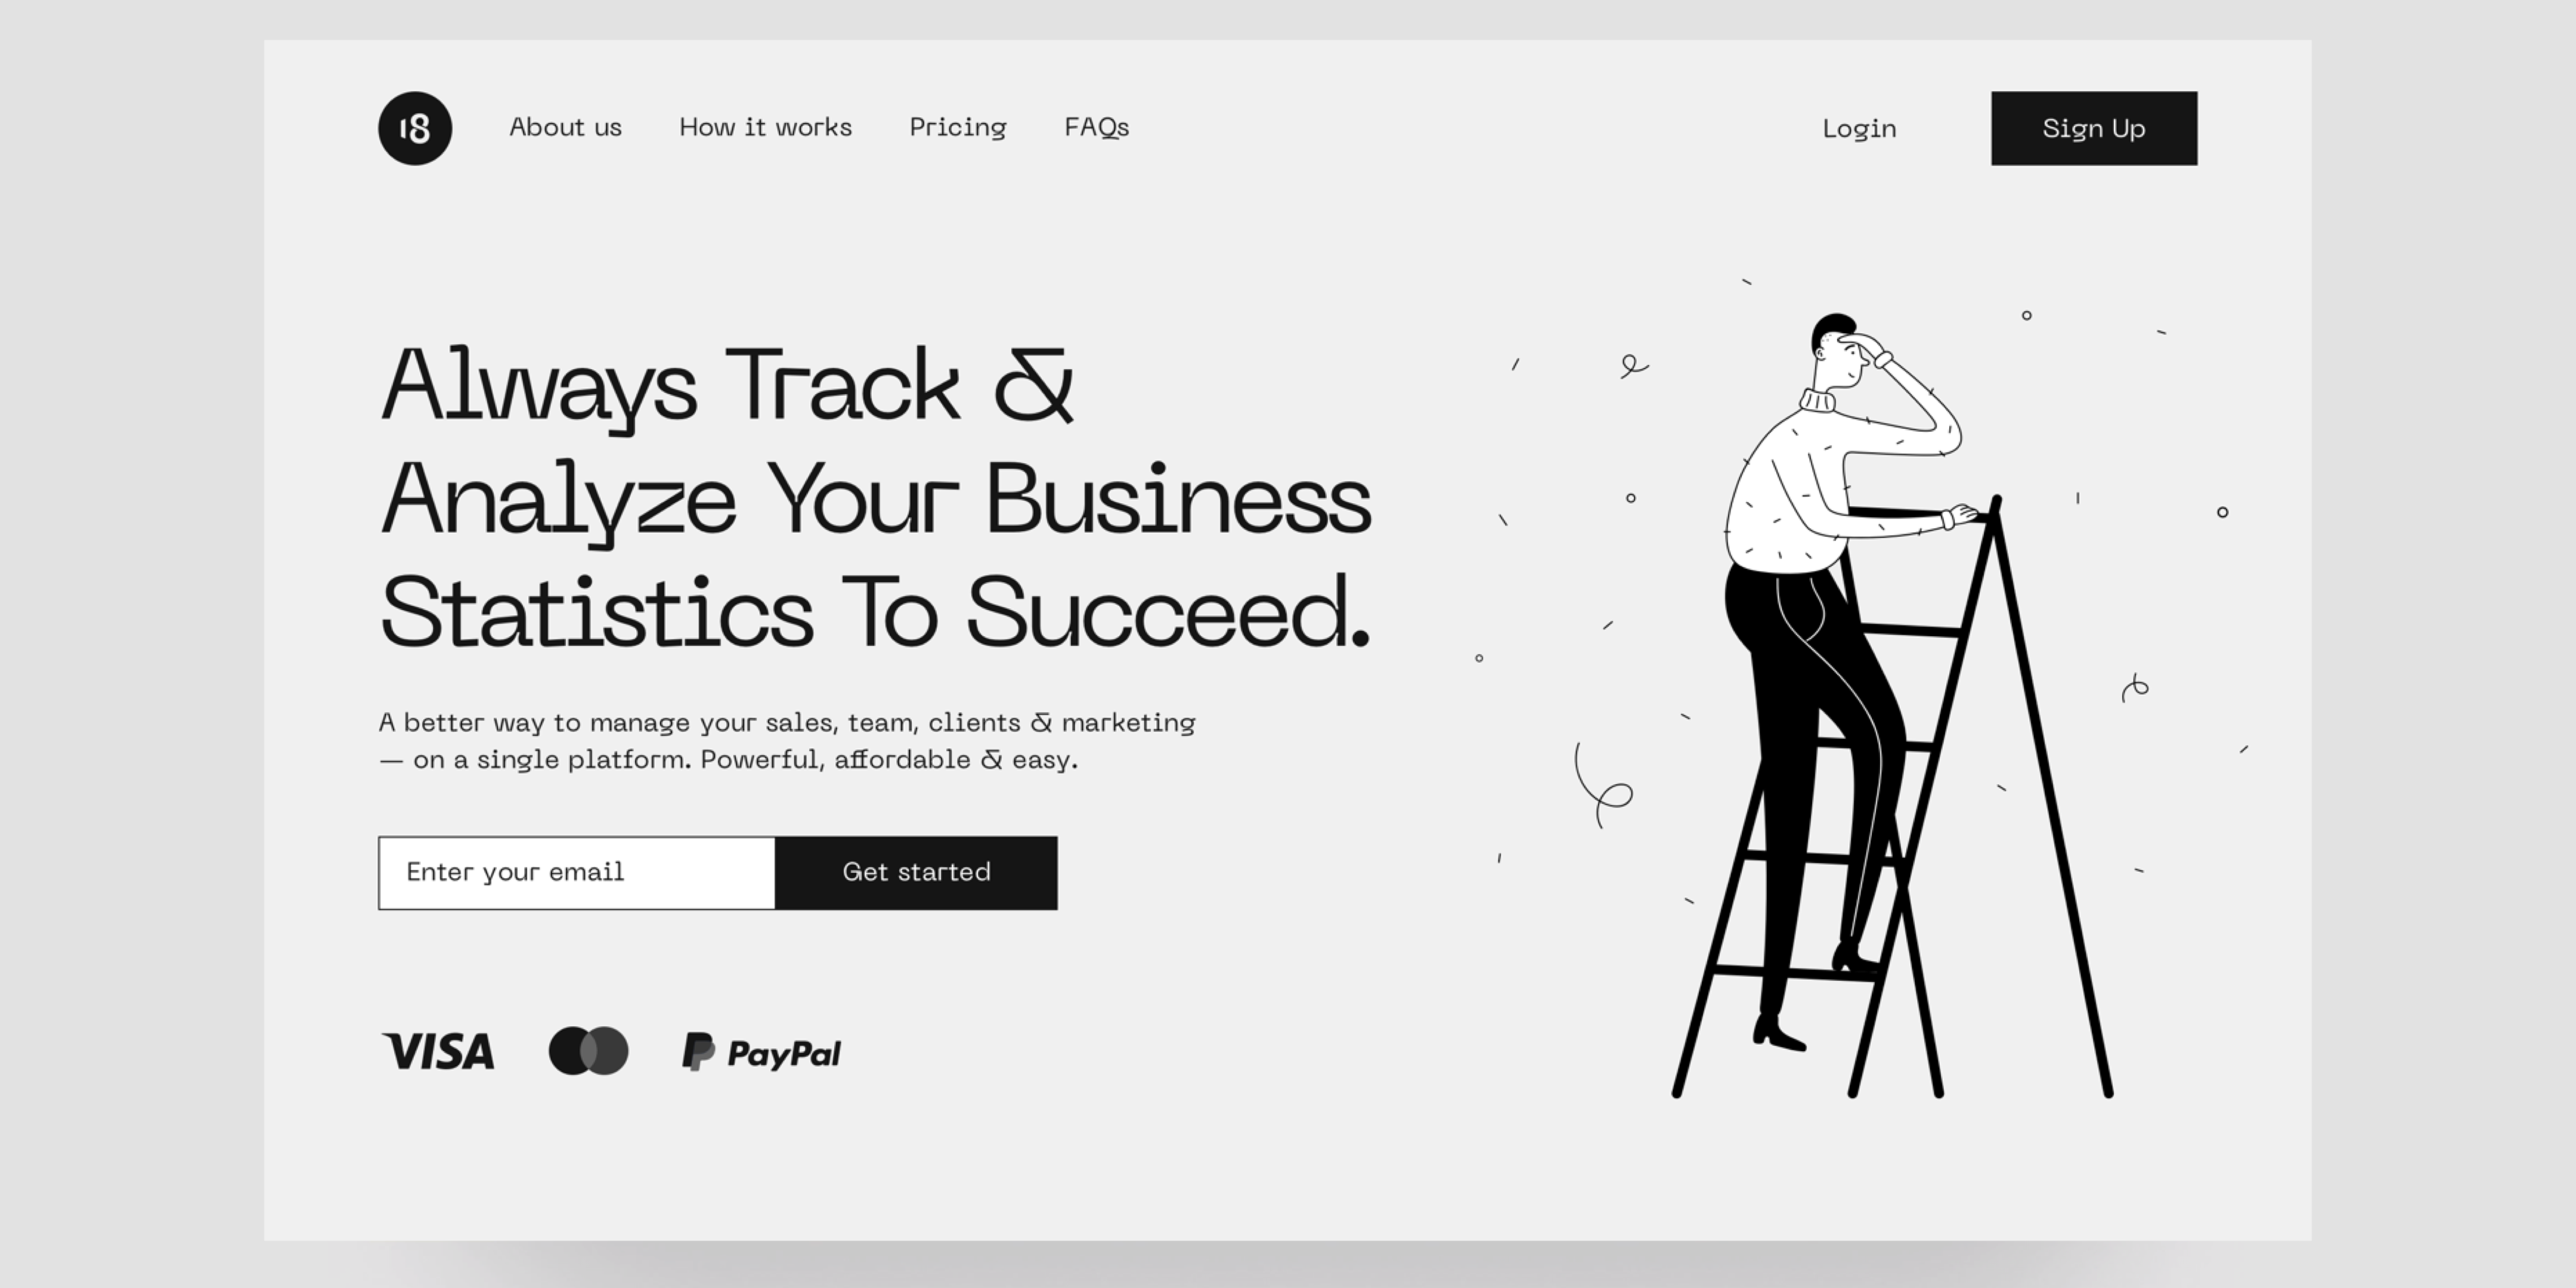 18
About us
How it works
Pricing
FAQs
Login
Sign Up
Always Track &
Analyze Your Business
Statistics To Succeed.
A better way to manage your sales, team, clients & marketing
— on a single platform. Powerful, affordable & easy.
Enter your email
Get started
VISA
P PayPal